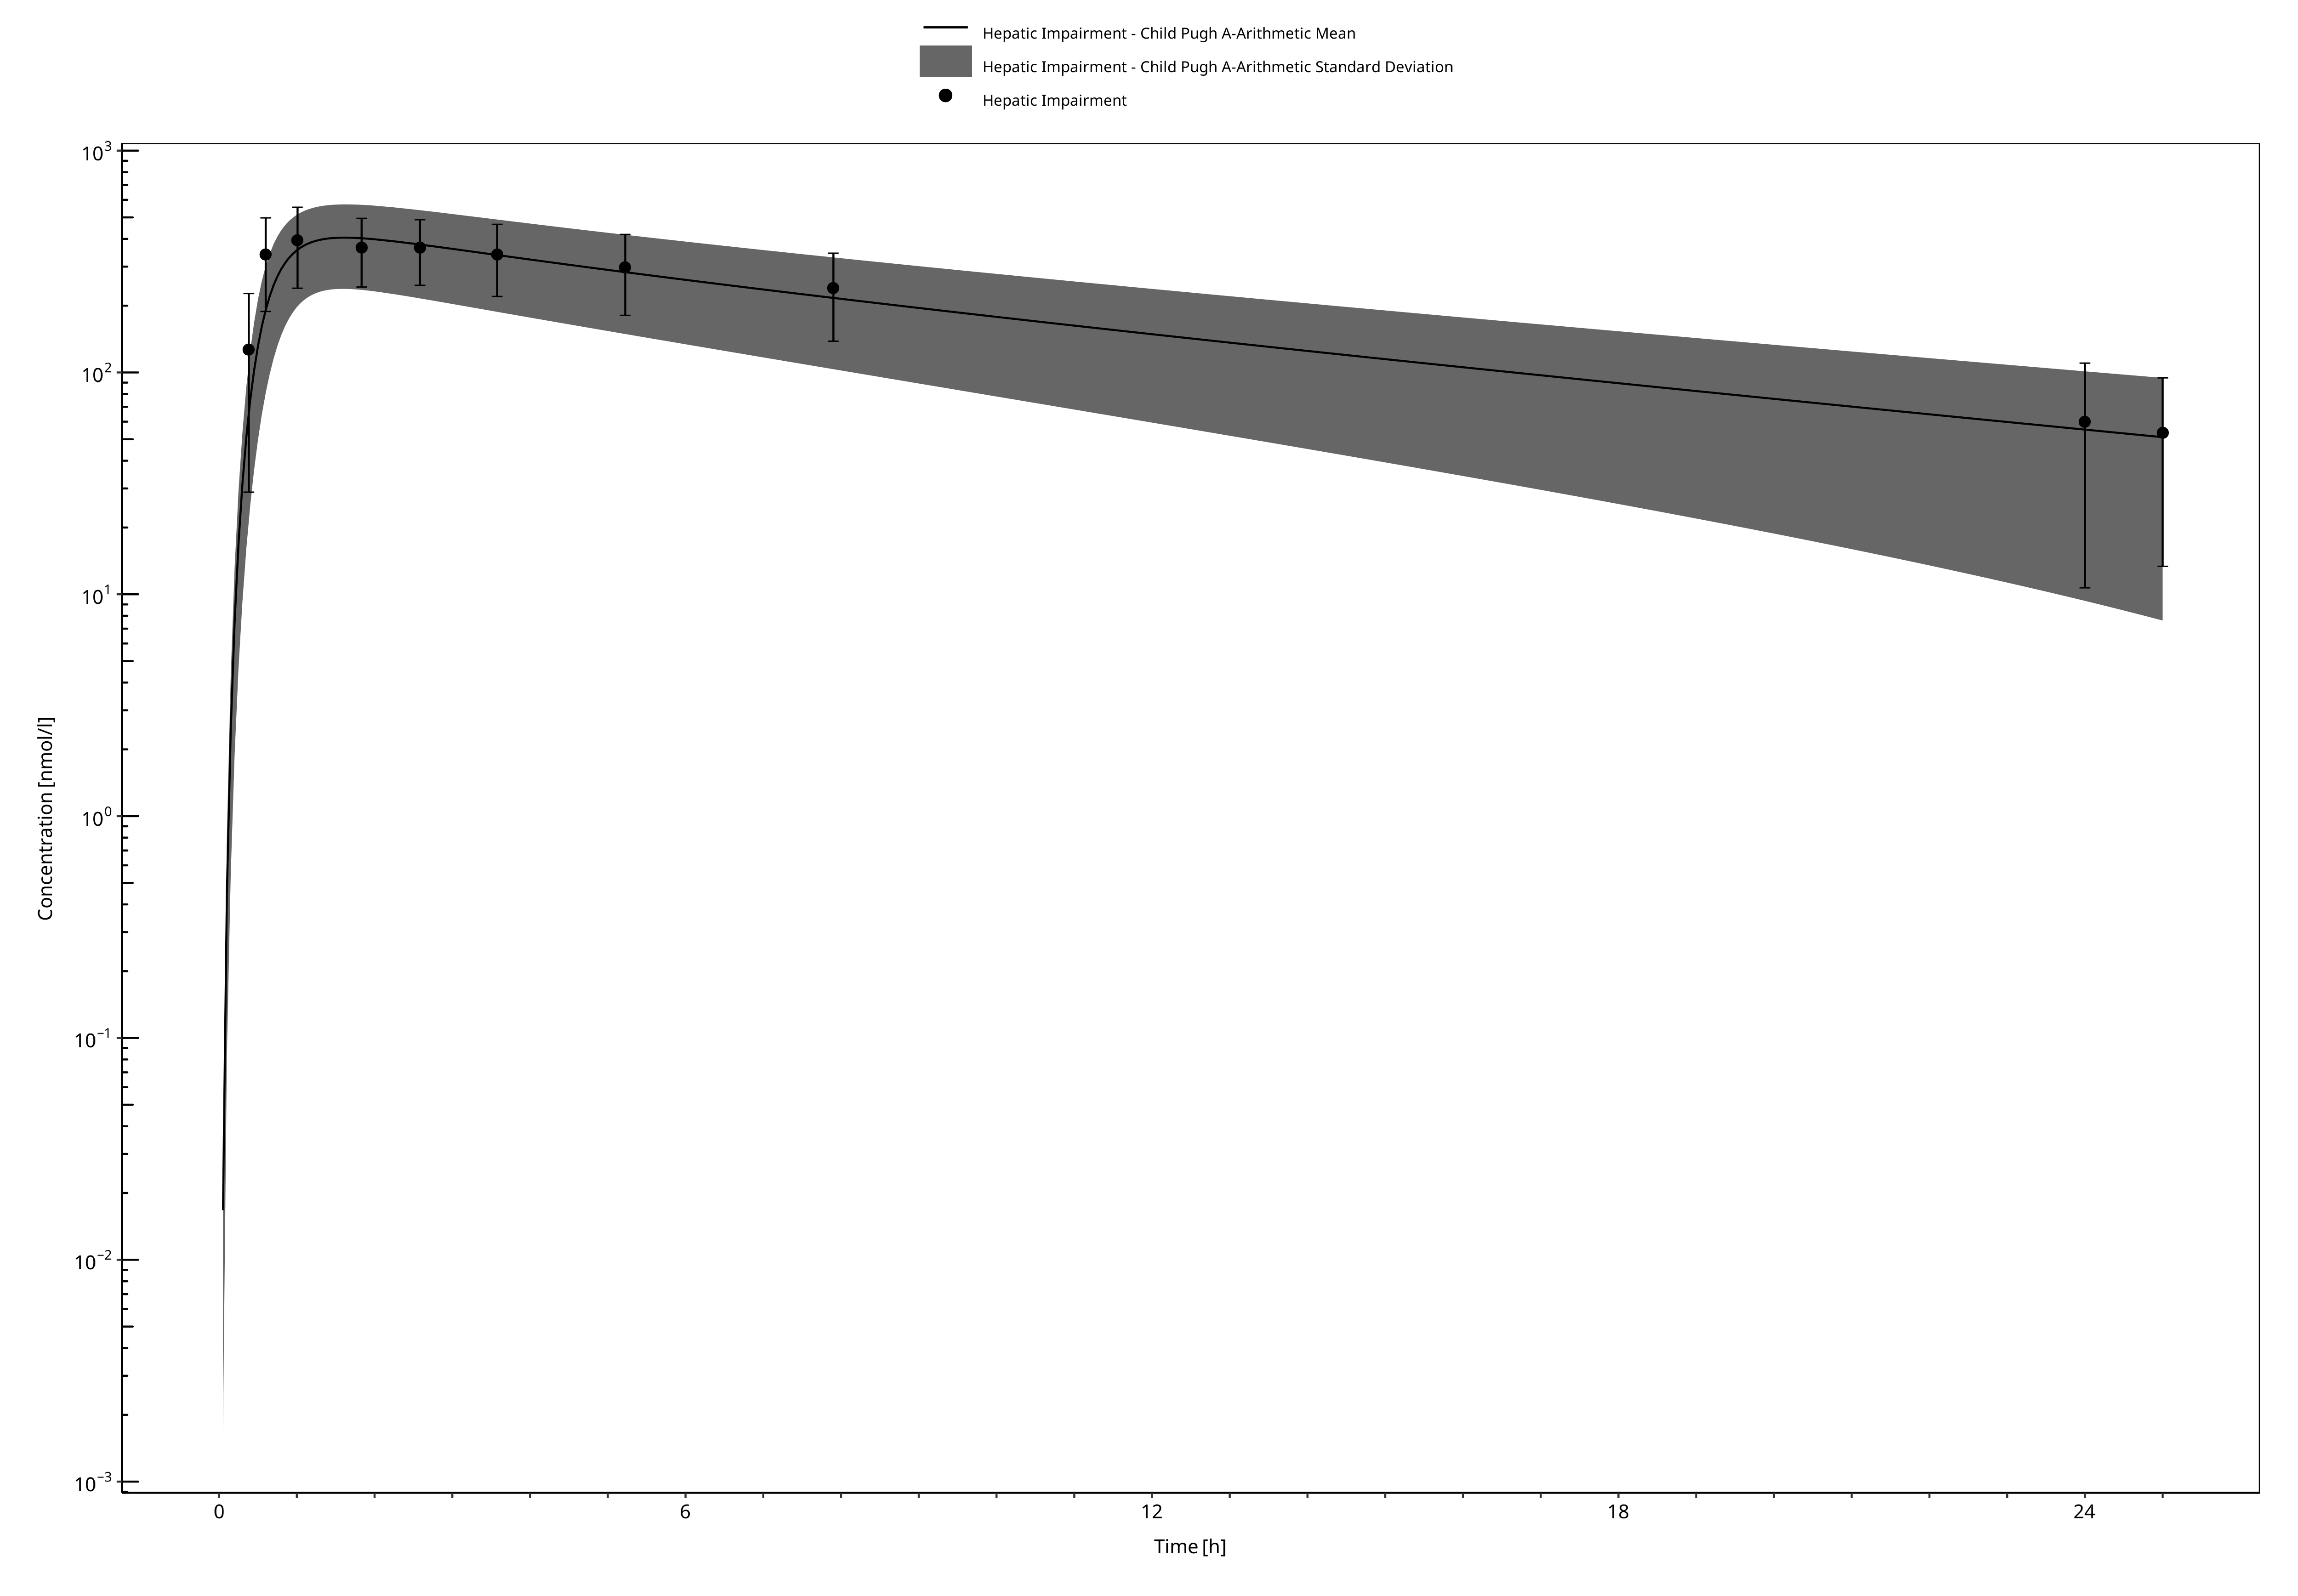 Hepatic Impairment - Child Pugh A-Arithmetic Mean
Hepatic Impairment - Child Pugh A-Arithmetic Standard Deviation
Hepatic Impairment
10³
10²
10¹
10⁰
10⁻¹
10⁻²
10⁻³
Concentration [nmol/l]
0 6 12 18 24
Time [h]